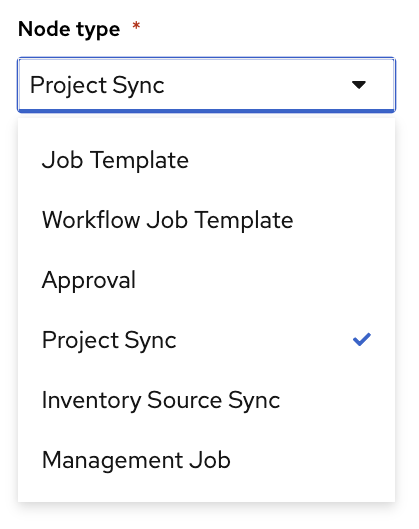 Node type *
Project Sync
Job Template
Workflow Job Template
Approval
Project Sync
Inventory Source Sync
Management Job